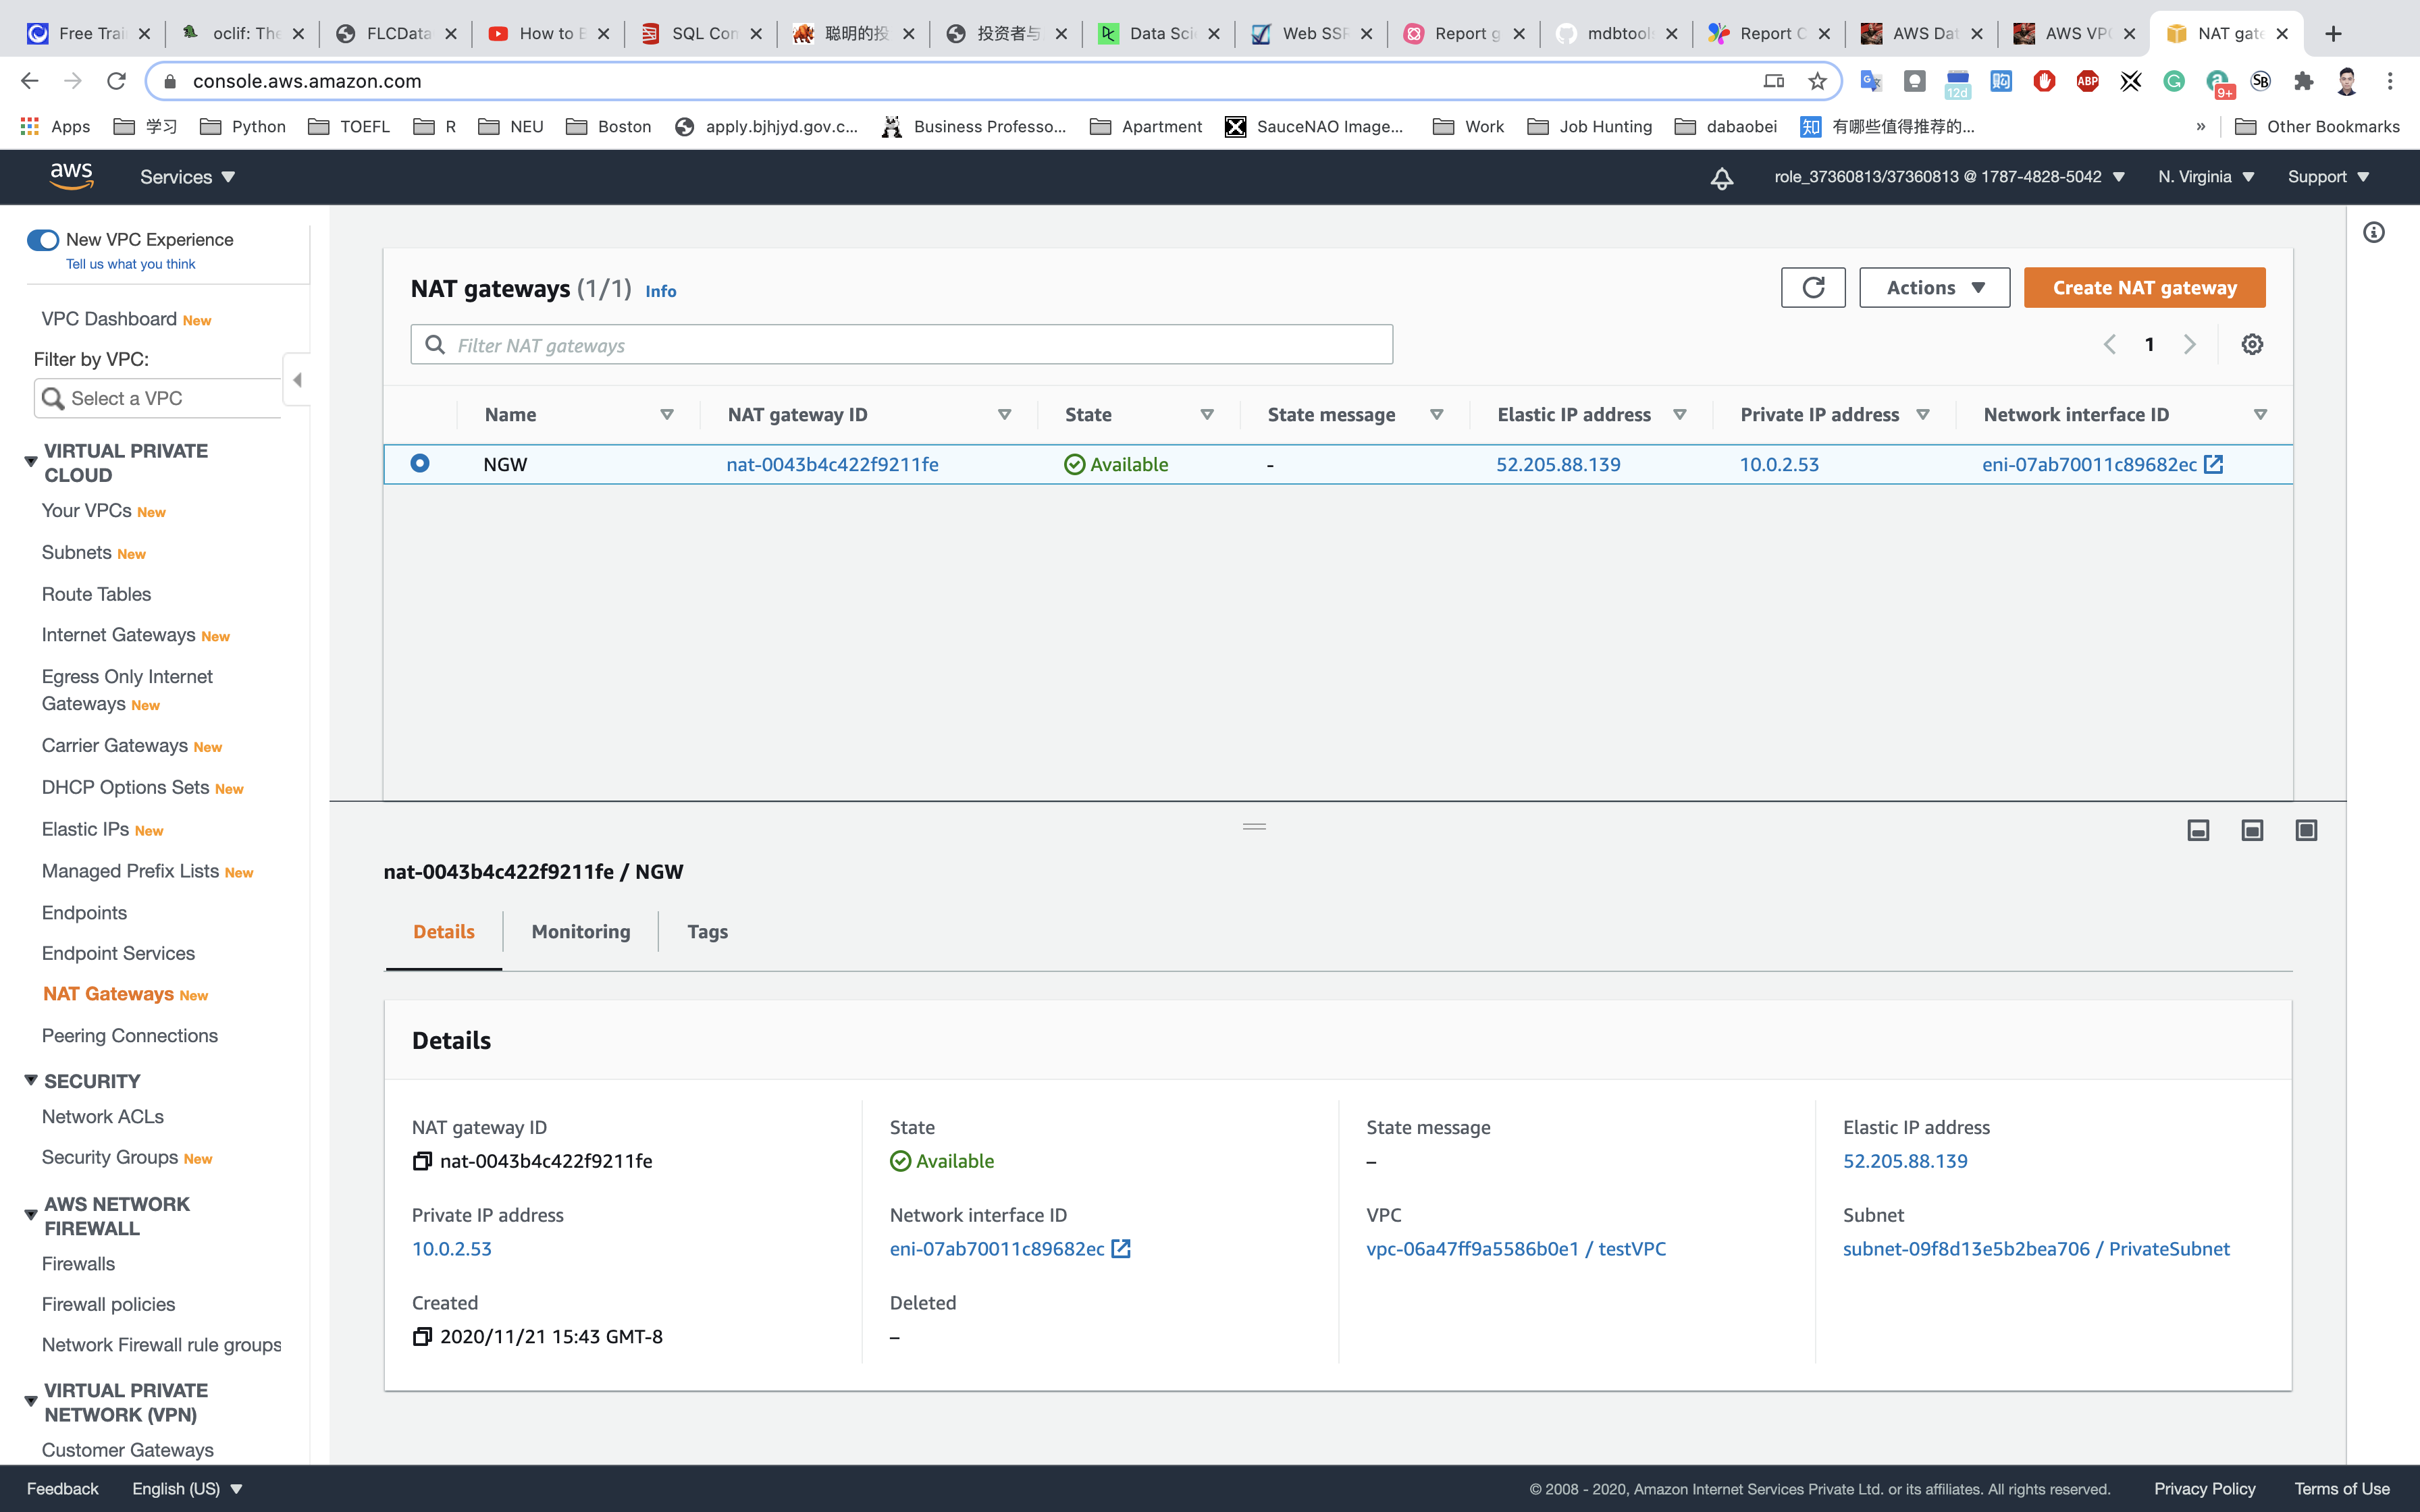 Free Trai
oclif: The
FLCData
How to E
SQL Con
聪明的投
投资者与
Data Sci
Web SSR
Report g
mdbtools
Report C
AWS Dat
AWS VPC
NAT gate
console.aws.amazon.com
12d
ABP
9+
SB
Apps
学习
Python
TOEFL
R
NEU
Boston
apply.bjhjyd.gov.c...
Business Professo...
Apartment
SauceNAO Image...
Work
Job Hunting
dabaobei
知
有哪些值得推荐的...
»
Other Bookmarks
aws
Services
role_37360813/37360813 @ 1787-4828-5042
N. Virginia
Support
New VPC Experience
Tell us what you think
VPC Dashboard New
Filter by VPC:
Select a VPC
VIRTUAL PRIVATE
CLOUD
Your VPCs New
Subnets New
Route Tables
Internet Gateways New
Egress Only Internet
Gateways New
Carrier Gateways New
DHCP Options Sets New
Elastic IPs New
Managed Prefix Lists New
Endpoints
Endpoint Services
NAT Gateways New
Peering Connections
SECURITY
Network ACLs
Security Groups New
AWS NETWORK
FIREWALL
Firewalls
Firewall policies
Network Firewall rule groups
VIRTUAL PRIVATE
NETWORK (VPN)
Customer Gateways
NAT gateways (1/1) Info
Actions
Create NAT gateway
Filter NAT gateways
1
Name
NAT gateway ID
State
State message
Elastic IP address
Private IP address
Network interface ID
NGW
nat-0043b4c422f9211fe
Available
-
52.205.88.139
10.0.2.53
eni-07ab70011c89682ec
nat-0043b4c422f9211fe / NGW
Details
Monitoring
Tags
Details
NAT gateway ID
nat-0043b4c422f9211fe
State
Available
State message
–
Elastic IP address
52.205.88.139
Private IP address
10.0.2.53
Network interface ID
eni-07ab70011c89682ec
VPC
vpc-06a47ff9a5586b0e1 / testVPC
Subnet
subnet-09f8d13e5b2bea706 / PrivateSubnet
Created
2020/11/21 15:43 GMT-8
Deleted
–
Feedback
English (US)
© 2008 - 2020, Amazon Internet Services Private Ltd. or its affiliates. All rights reserved.
Privacy Policy
Terms of Use